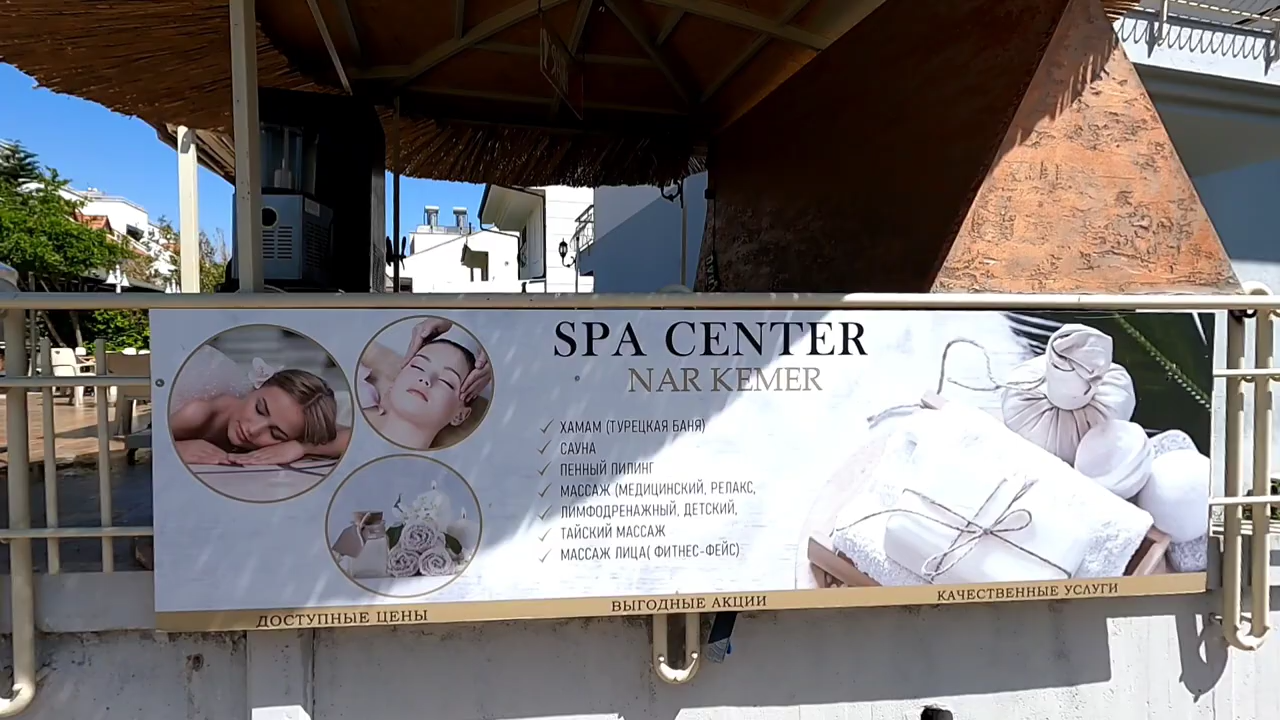 SPA CENTER
NAR KEMER
✓ ХАМАМ (ТУРЕЦКАЯ БАНЯ)
✓ САУНА
✓ ПЕННЫЙ ПИЛИНГ
✓ МАССАЖ (МЕДИЦИНСКИЙ, РЕЛАКС,
✓ ЛИМФОДРЕНАЖНЫЙ, ДЕТСКИЙ,
✓ ТАЙСКИЙ МАССАЖ
✓ МАССАЖ ЛИЦА( ФИТНЕС-ФЕЙС)
ДОСТУПНЫЕ ЦЕНЫ
ВЫГОДНЫЕ АКЦИИ
КАЧЕСТВЕННЫЕ УСЛУГИ